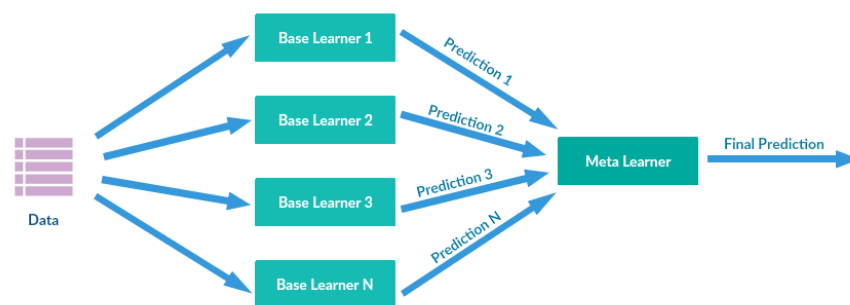 Data
Base Learner 1
Base Learner 2
Base Learner 3
Base Learner N
Prediction 1
Prediction 2
Prediction 3
Prediction N
Meta Learner
Final Prediction